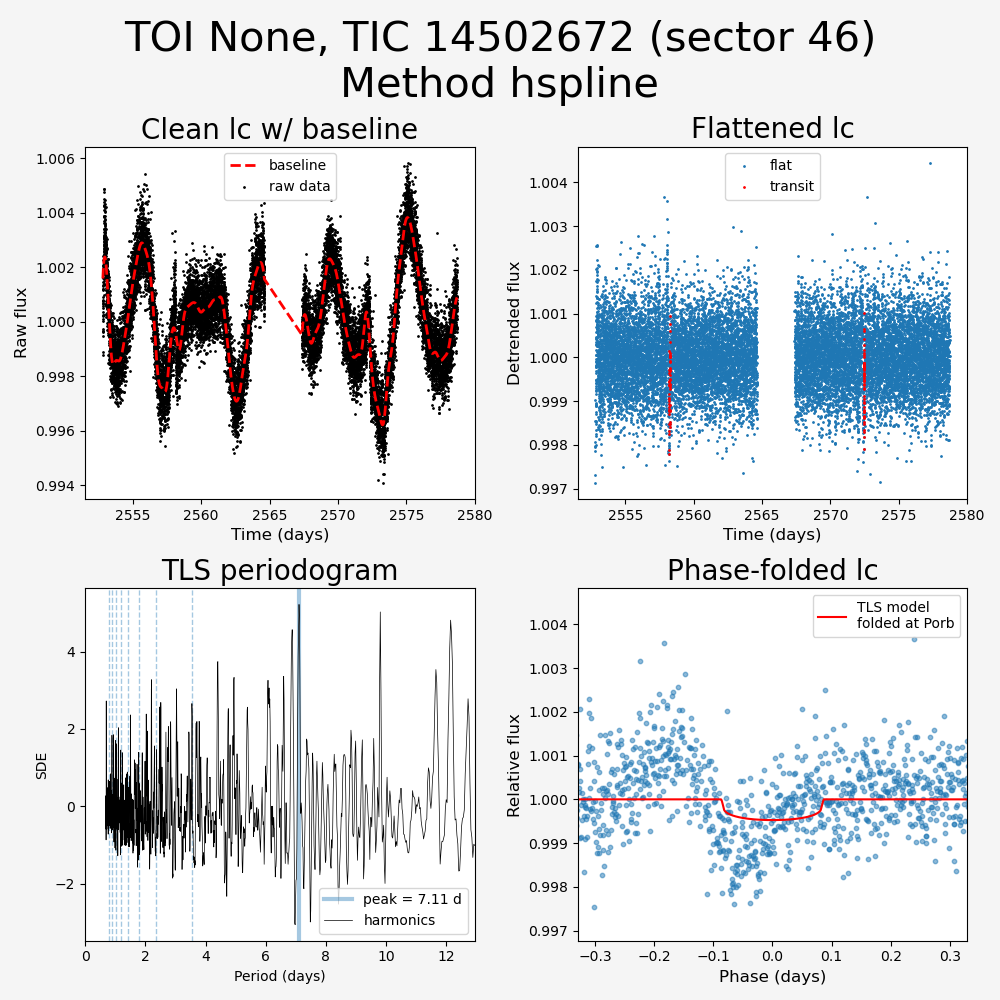 TOI None, TIC 14502672 (sector 46)
Method hspline
Clean lc w/ baseline
Flattened lc
baseline
raw data
flat
transit
1.006
1.004
1.002
1.000
0.998
0.996
0.994
Raw flux
2555
2560
2565
2570
2575
2580
Time (days)
1.004
1.003
1.002
1.001
1.000
0.999
0.998
0.997
Detrended flux
2555
2560
2565
2570
2575
2580
Time (days)
TLS periodogram
Phase-folded lc
4
2
0
−2
SDE
peak = 7.11 d
harmonics
0
2
4
6
8
10
12
Period (days)
TLS model
folded at Porb
1.004
1.003
1.002
1.001
1.000
0.999
0.998
0.997
Relative flux
−0.3
−0.2
−0.1
0.0
0.1
0.2
0.3
Phase (days)